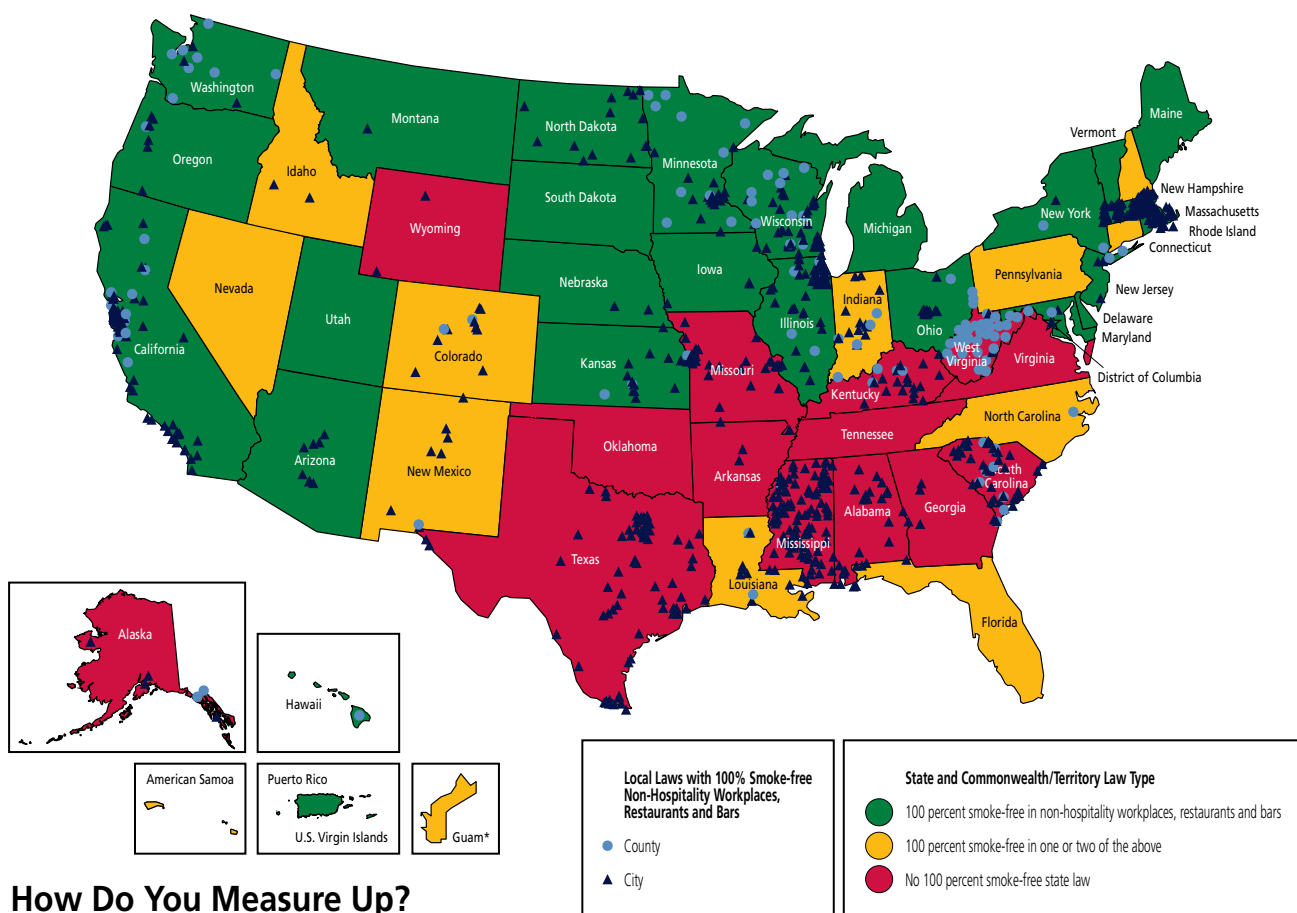 Washington
Montana
North Dakota
Minnesota
Vermont
Maine
Oregon
Idaho
South Dakota
Wisconsin
Michigan
New York
New Hampshire
Massachusetts
Rhode Island
Connecticut
Wyoming
Nebraska
Iowa
Pennsylvania
New Jersey
Nevada
Utah
Colorado
Illinois
Indiana
Ohio
Delaware
Maryland
California
Kansas
Missouri
West
Virginia
Virginia
District of Columbia
Kentucky
North Carolina
Tennessee
Arizona
New Mexico
Oklahoma
Arkansas
South
Carolina
Texas
Mississippi
Alabama
Georgia
Louisiana
Florida
Alaska
Hawaii
American Samoa
Puerto Rico
U.S. Virgin Islands
Guam*
Local Laws with 100% Smoke-free
Non-Hospitality Workplaces,
Restaurants and Bars
County
City
State and Commonwealth/Territory Law Type
100 percent smoke-free in non-hospitality workplaces, restaurants and bars
100 percent smoke-free in one or two of the above
No 100 percent smoke-free state law
How Do You Measure Up?